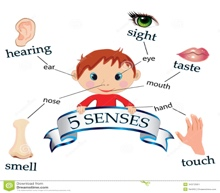 sight
hearing
taste
ear
eye
mouth
nose
hand
5 SENSES
smell
touch